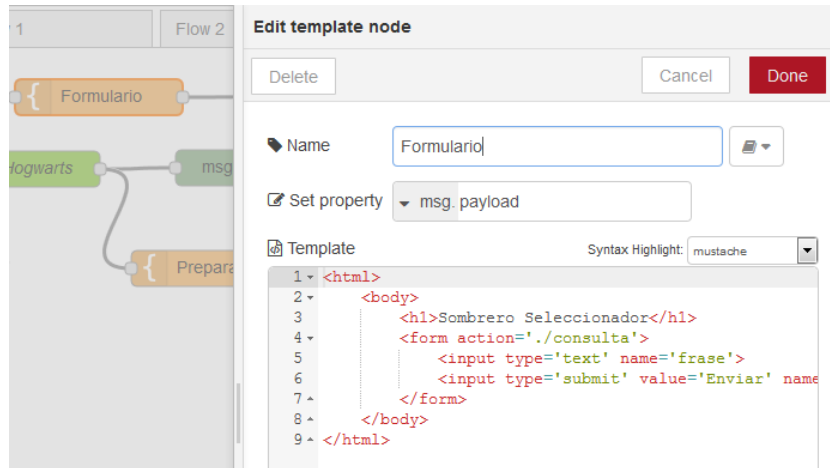 1
Flow 2
Formulario
Hogwarts
msg
Prepara
Edit template node
Delete
Cancel
Done
Name
Formulario
Set property
msg. payload
Template
Syntax Highlight: mustache
1 <html>
2 <body>
3 <h1>Sombrero Seleccionador</h1>
4 <form action='./consulta'>
5 <input type='text' name='frase'>
6 <input type='submit' value='Enviar' name
7 </form>
8 </body>
9 </html>